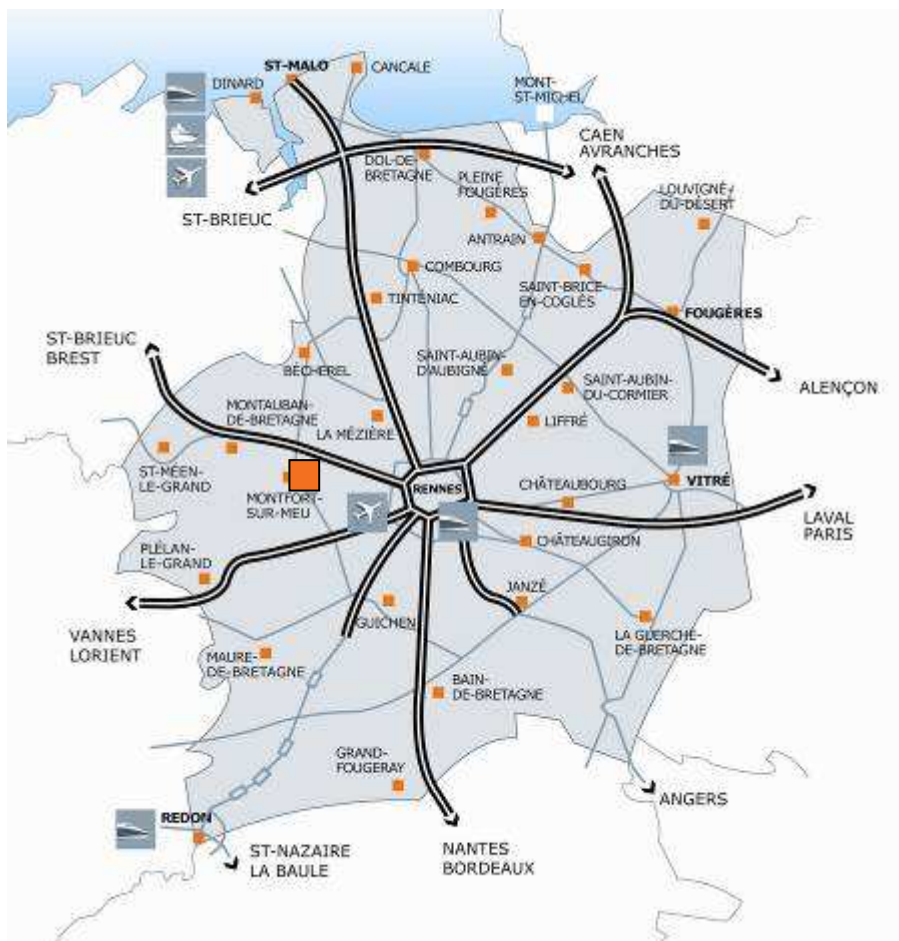 ST-MALO
CANCALE
DINARD
MONT-
ST-MICHEL
CAEN
AVRANCHES
DOL-DE-
BRETAGNE
PLEINE
FOUGÈRES
LOUVIGNÉ-
DU-DÉSERT
ST-BRIEUC
ANTRAIN
COMBOURG
SAINT-BRICE
EN-COGLÈS
TINTENIAC
FOUGÈRES
ST-BRIEUC
BREST
BÉCHEREL
SAINT-AUBIN-
D'AUBIGNÉ
ALENÇON
SAINT-AUBIN-
DU-CORMIER
MONTAUBAN-
DE-BRETAGNE
LA MÉZIÈRE
LIFFRÉ
ST-MÉEN-
LE-GRAND
MONTFORT-
SUR-MEU
RENNES
CHÂTEAUBOURG
VITRÉ
LAVAL
PARIS
CHÂTEAUGIRON
PLÉLAN-
LE-GRAND
JANZÉ
GUICHEN
VANNES
LORIENT
LA GUERCHE-
DE-BRETAGNE
MAURE-
DE-BRETAGNE
BAIN-
DE-BRETAGNE
GRAND-
FOUGERAY
ANGERS
REDON
ST-NAZAIRE
LA BAULE
NANTES
BORDEAUX